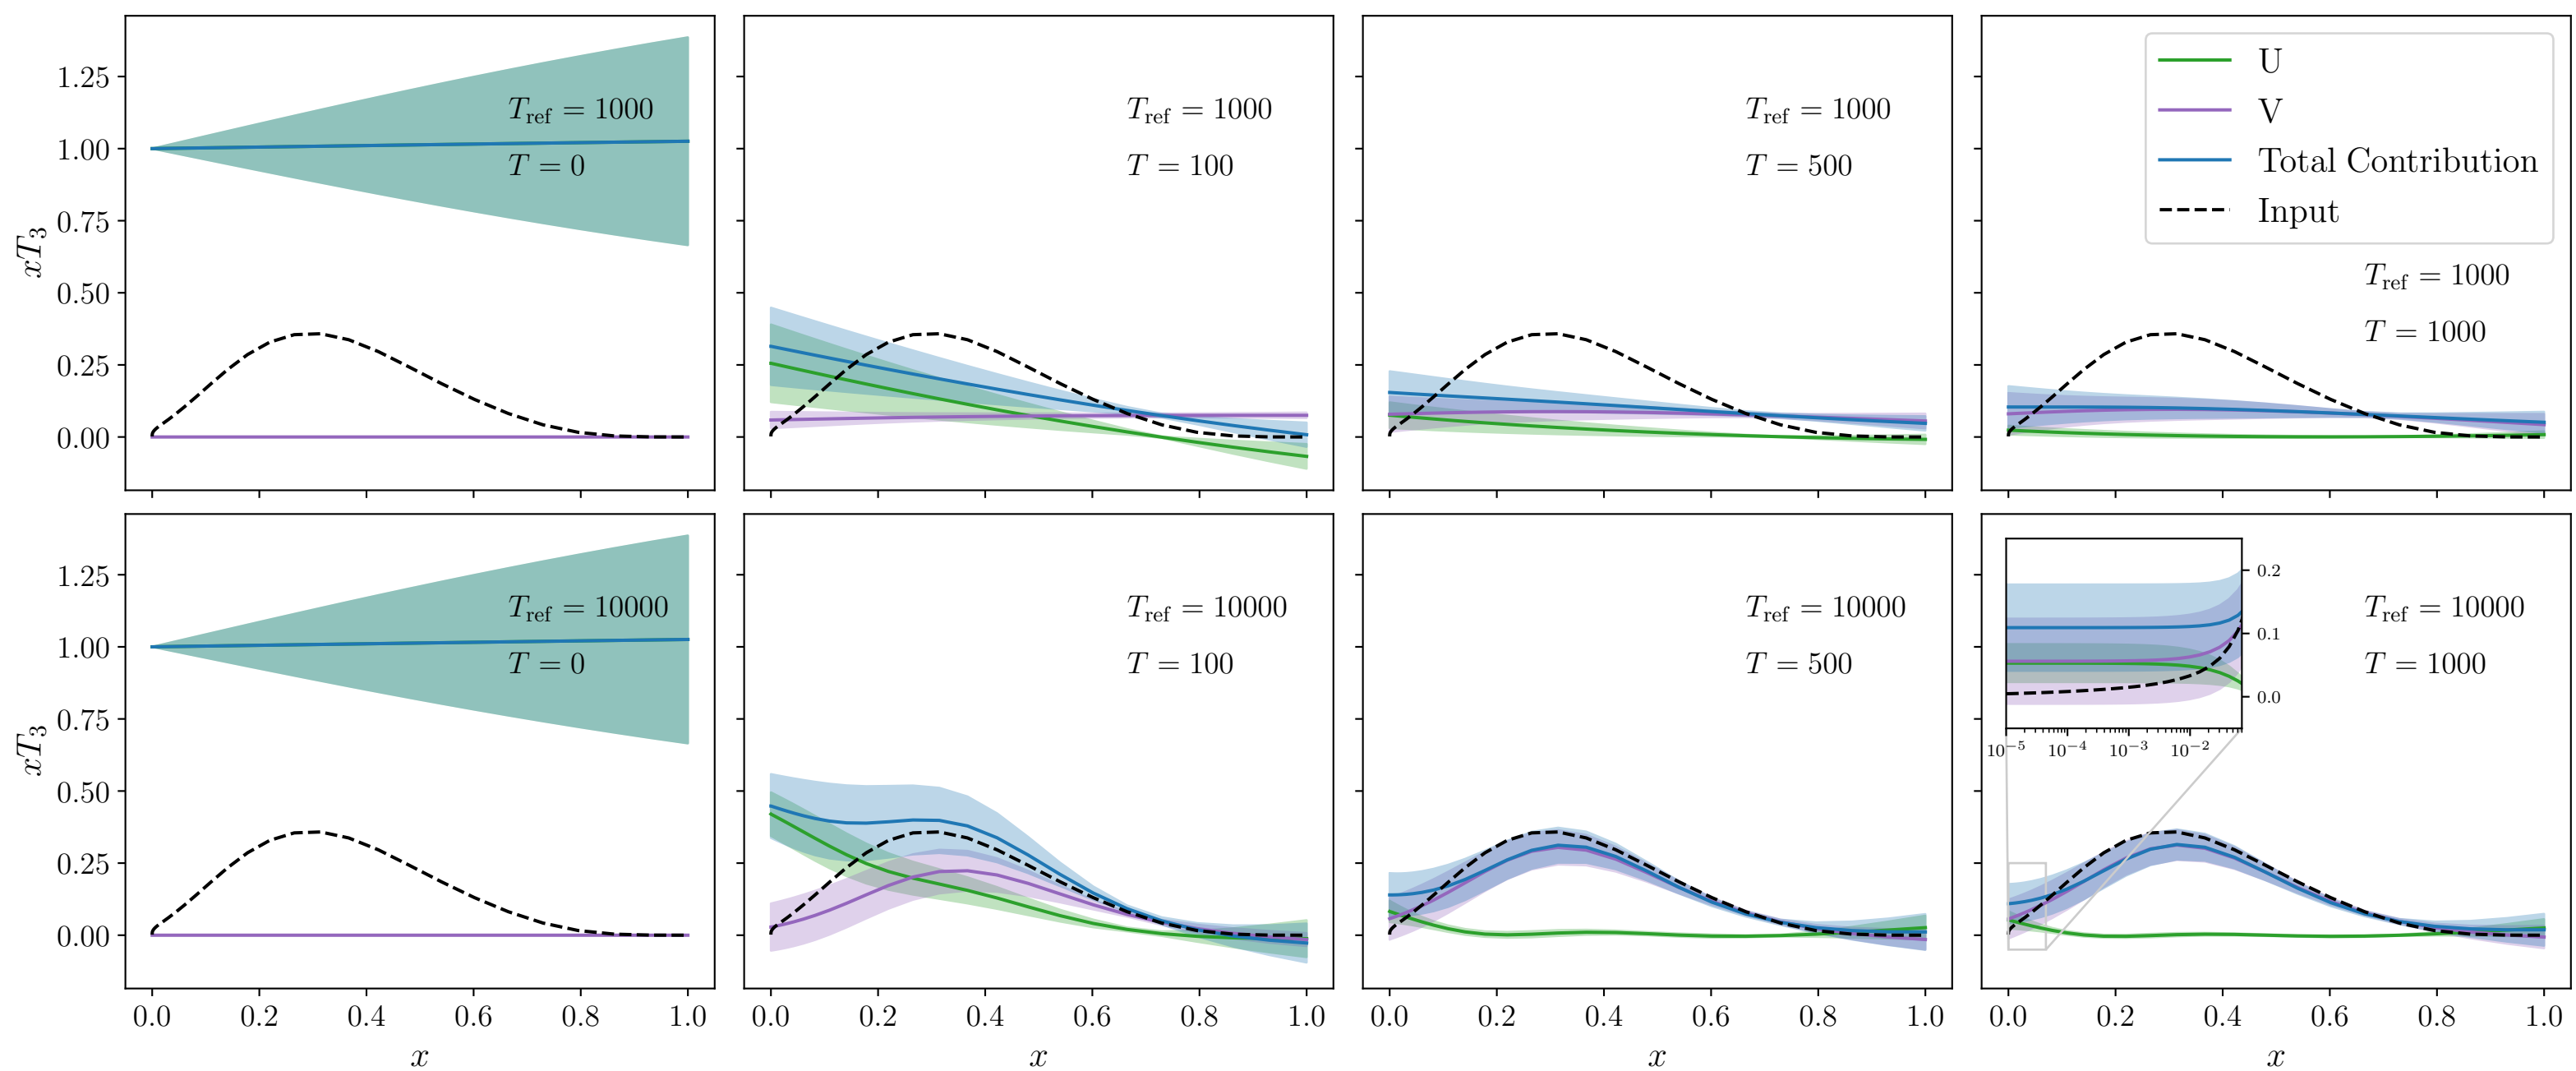 xT₃
1.25
1.00
0.75
0.50
0.25
0.00
T_ref = 1000
T = 0
T_ref = 1000
T = 100
T_ref = 1000
T = 500
U
V
Total Contribution
Input
T_ref = 1000
T = 1000
xT₃
1.25
1.00
0.75
0.50
0.25
0.00
T_ref = 10000
T = 0
T_ref = 10000
T = 100
T_ref = 10000
T = 500
T_ref = 10000
T = 1000
0.2
0.1
0.0
10⁻⁵ 10⁻⁴ 10⁻³ 10⁻²
0.0 0.2 0.4 0.6 0.8 1.0
x
0.0 0.2 0.4 0.6 0.8 1.0
x
0.0 0.2 0.4 0.6 0.8 1.0
x
0.0 0.2 0.4 0.6 0.8 1.0
x